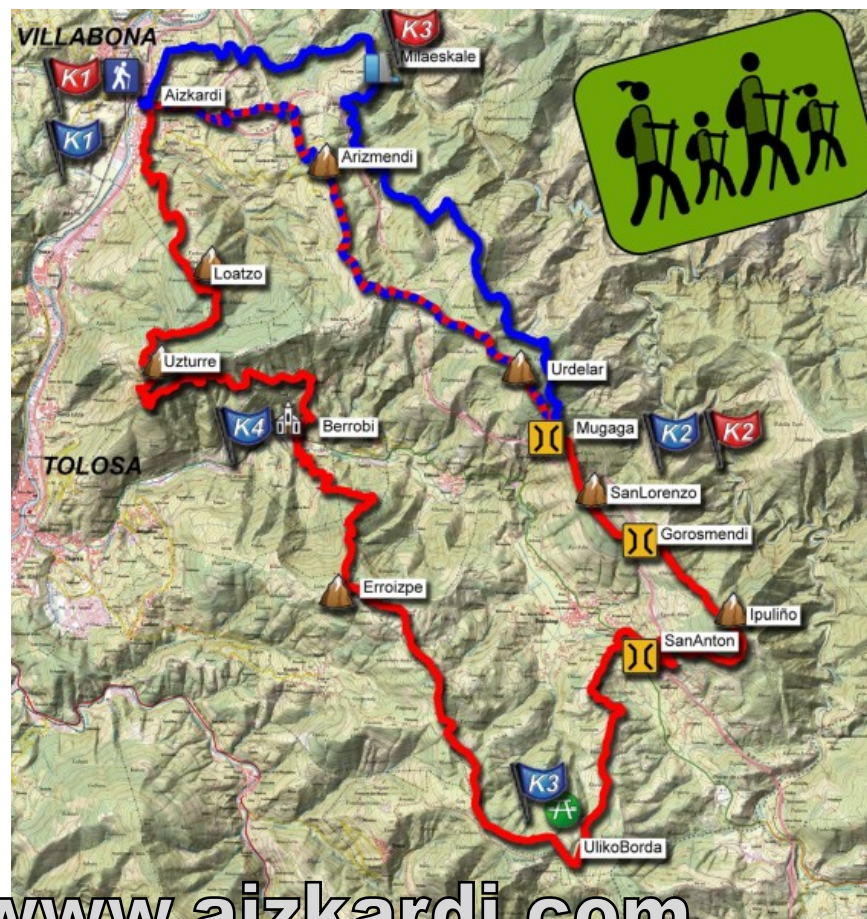 VILLABONA
K3
Milaeskale
K1
Aizkardi
K1
Arizmendi
Loatzo
Uzturre
Urdelar
K4
Berrobi
Mugaga
K2
K2
TOLOSA
SanLorenzo
Gorosmendi
Erroizpe
Ipuliño
SanAnton
K3
UlikoBorda
www.aizkardi.com